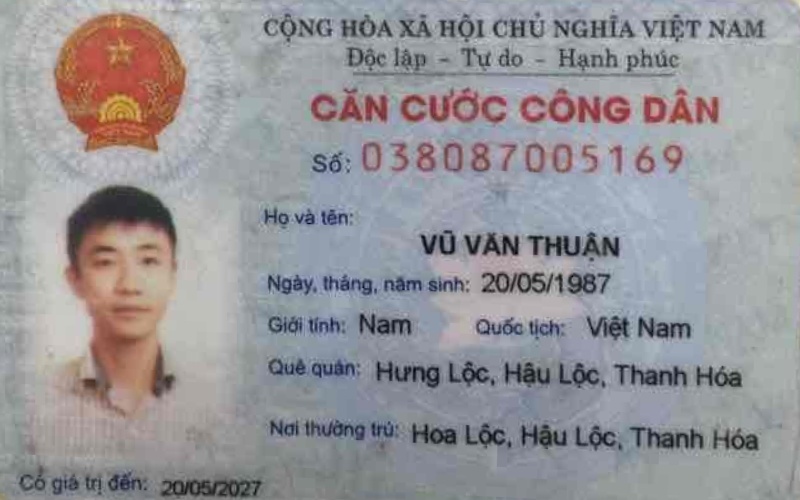 CỘNG HÒA XÃ HỘI CHỦ NGHĨA VIỆT NAM
Độc lập - Tự do - Hạnh phúc
CĂN CƯỚC CÔNG DÂN
Số: 038087005169
Họ và tên:
VŨ VĂN THUẬN
Ngày, tháng, năm sinh: 20/05/1987
Giới tính: Nam Quốc tịch: Việt Nam
Quê quán: Hưng Lộc, Hậu Lộc, Thanh Hóa
Nơi thường trú: Hoa Lộc, Hậu Lộc, Thanh Hóa
Có giá trị đến: 20/05/2027